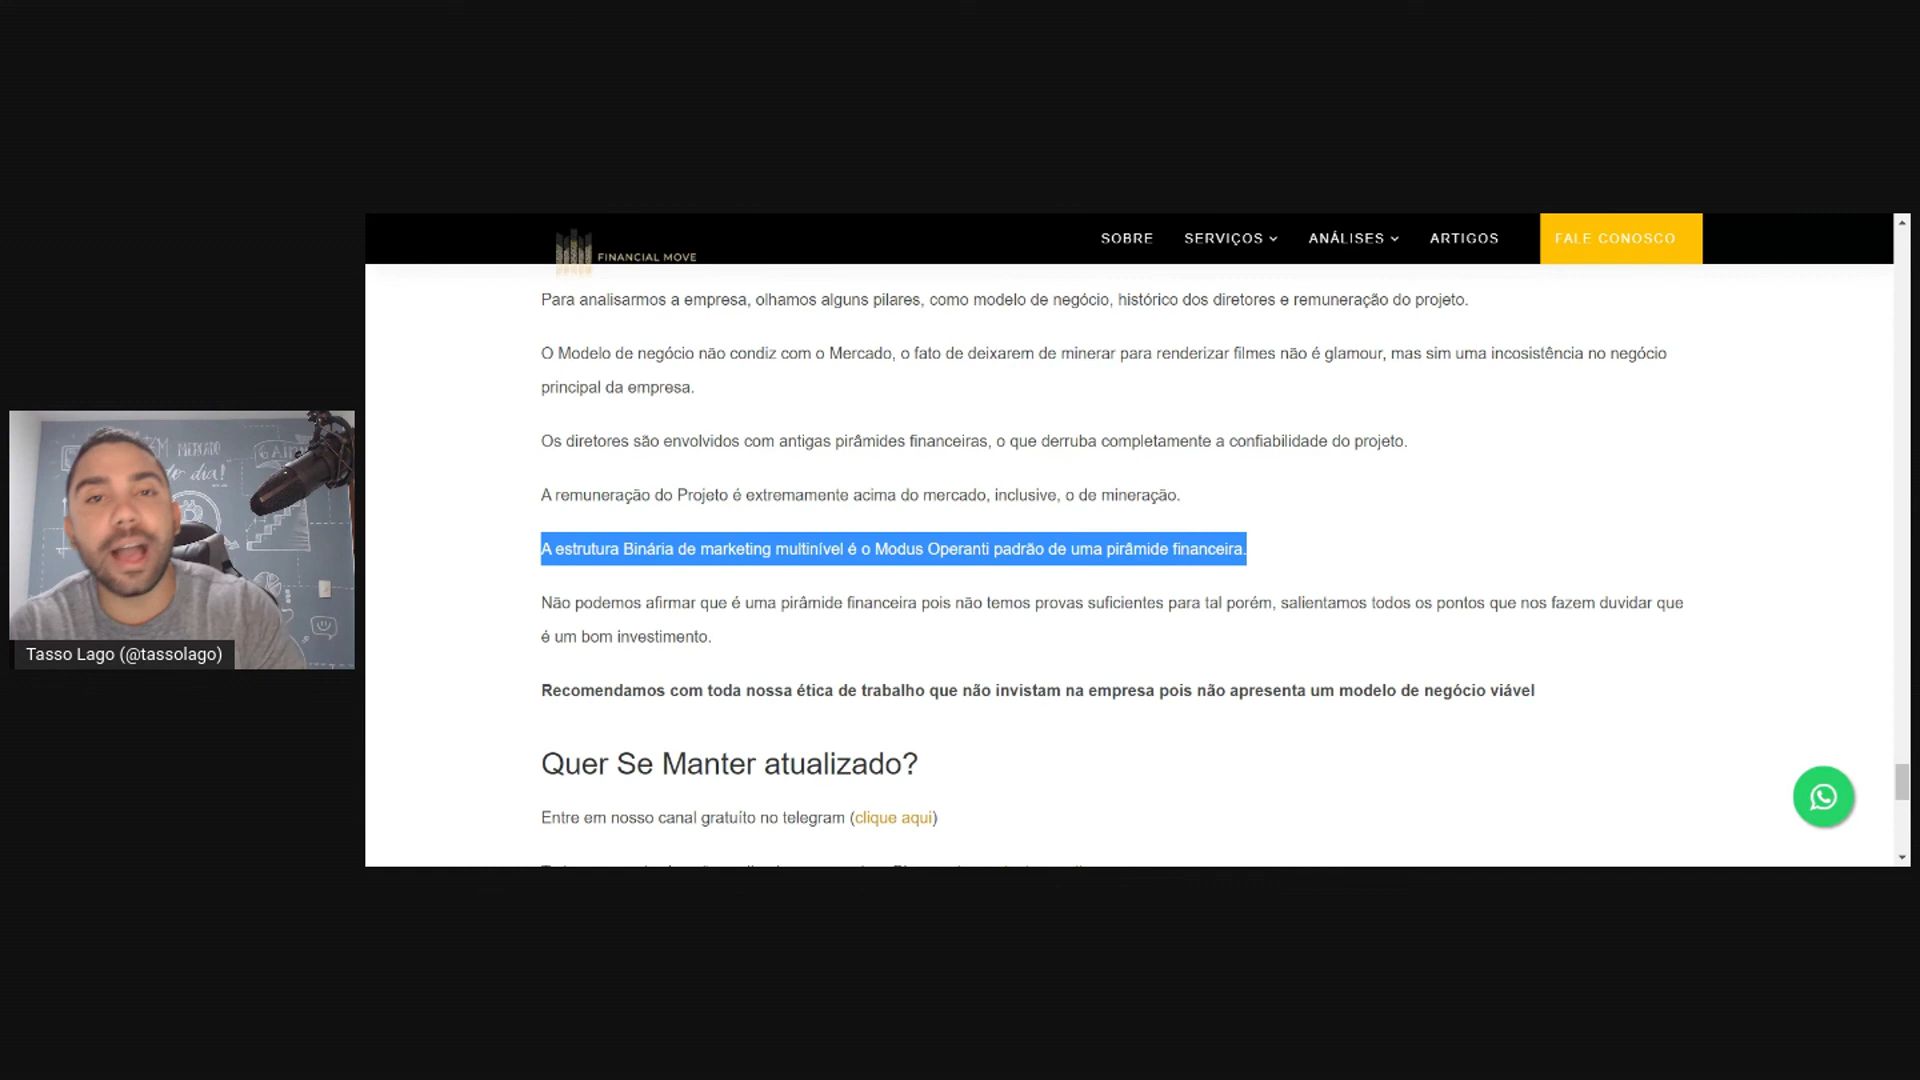 FINANCIAL MOVE
SOBRE
SERVIÇOS
ANÁLISES
ARTIGOS
FALE CONOSCO
Para analisarmos a empresa, olhamos alguns pilares, como modelo de negócio, histórico dos diretores e remuneração do projeto.
O Modelo de negócio não condiz com o Mercado, o fato de deixarem de minerar para renderizar filmes não é glamour, mas sim uma incosistência no negócio
principal da empresa.
Os diretores são envolvidos com antigas pirâmides financeiras, o que derruba completamente a confiabilidade do projeto.
A remuneração do Projeto é extremamente acima do mercado, inclusive, o de mineração.
A estrutura Binária de marketing multinível é o Modus Operanti padrão de uma pirâmide financeira.
Não podemos afirmar que é uma pirâmide financeira pois não temos provas suficientes para tal porém, salientamos todos os pontos que nos fazem duvidar que
é um bom investimento.
Recomendamos com toda nossa ética de trabalho que não invistam na empresa pois não apresenta um modelo de negócio viável
Quer Se Manter atualizado?
Entre em nosso canal gratuíto no telegram (clique aqui)
MERCADO
do dia!
Tasso Lago (@tassolago)